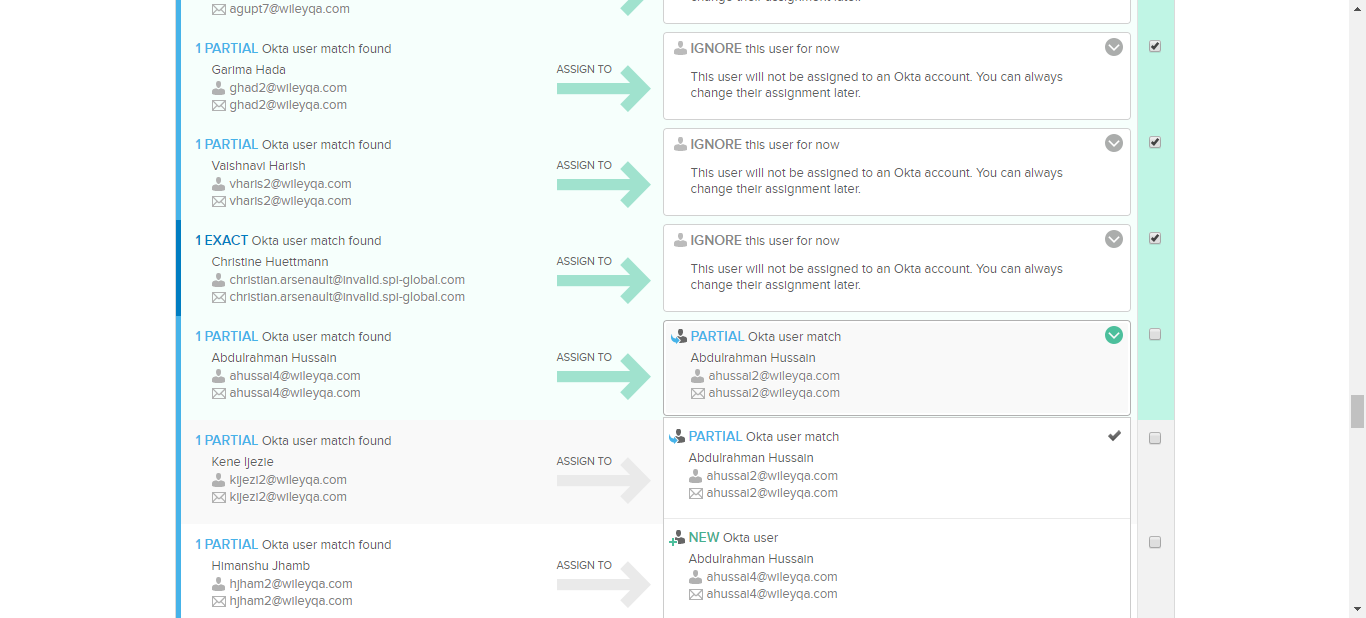 agupt7@wileyqa.com
change their assignment later.
1 PARTIAL Okta user match found
Garima Hada
ghad2@wileyqa.com
ghad2@wileyqa.com
ASSIGN TO
IGNORE this user for now
This user will not be assigned to an Okta account. You can always
change their assignment later.
1 PARTIAL Okta user match found
Vaishnavi Harish
vharis2@wileyqa.com
vharis2@wileyqa.com
ASSIGN TO
IGNORE this user for now
This user will not be assigned to an Okta account. You can always
change their assignment later.
1 EXACT Okta user match found
Christine Huettmann
christian.arsenault@invalid.spi-global.com
christian.arsenault@invalid.spi-global.com
ASSIGN TO
IGNORE this user for now
This user will not be assigned to an Okta account. You can always
change their assignment later.
1 PARTIAL Okta user match found
Abdulrahman Hussain
ahussai4@wileyqa.com
ahussai4@wileyqa.com
ASSIGN TO
PARTIAL Okta user match
Abdulrahman Hussain
ahussai2@wileyqa.com
ahussai2@wileyqa.com
1 PARTIAL Okta user match found
Kene Ijezie
kijezi2@wileyqa.com
kijezi2@wileyqa.com
ASSIGN TO
PARTIAL Okta user match
Abdulrahman Hussain
ahussai2@wileyqa.com
ahussai2@wileyqa.com
1 PARTIAL Okta user match found
Himanshu Jhamb
hjham2@wileyqa.com
hjham2@wileyqa.com
ASSIGN TO
NEW Okta user
Abdulrahman Hussain
ahussai4@wileyqa.com
ahussai4@wileyqa.com